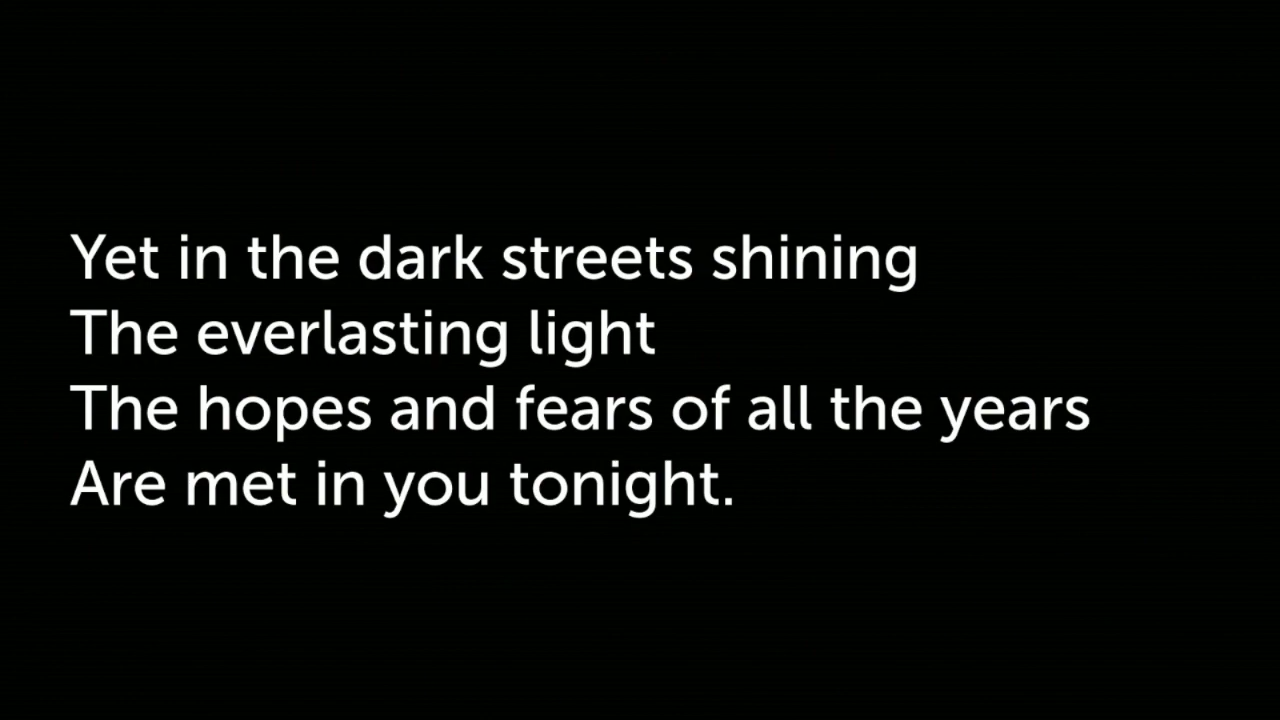 Yet in the dark streets shining
The everlasting light
The hopes and fears of all the years
Are met in you tonight.